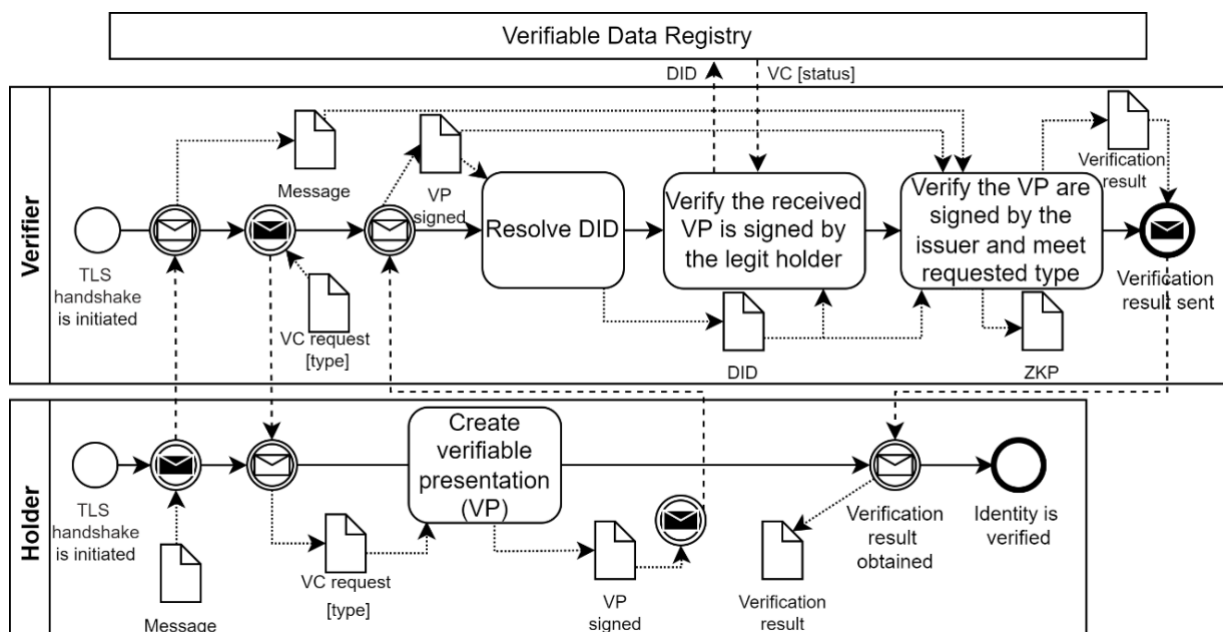 Verifiable Data Registry
DID
VC [status]
Verifier
Message
VP
signed
Verification
result
Resolve DID
Verify the received
VP is signed by
the legit holder
Verify the VP are
signed by the
issuer and meet
requested type
TLS
handshake
is initiated
VC request
[type]
Verification
result sent
DID
ZKP
Holder
Create
verifiable
presentation
(VP)
TLS
handshake
is initiated
Message
VC request
[type]
VP
signed
Verification
result
Verification
result
obtained
Identity is
verified